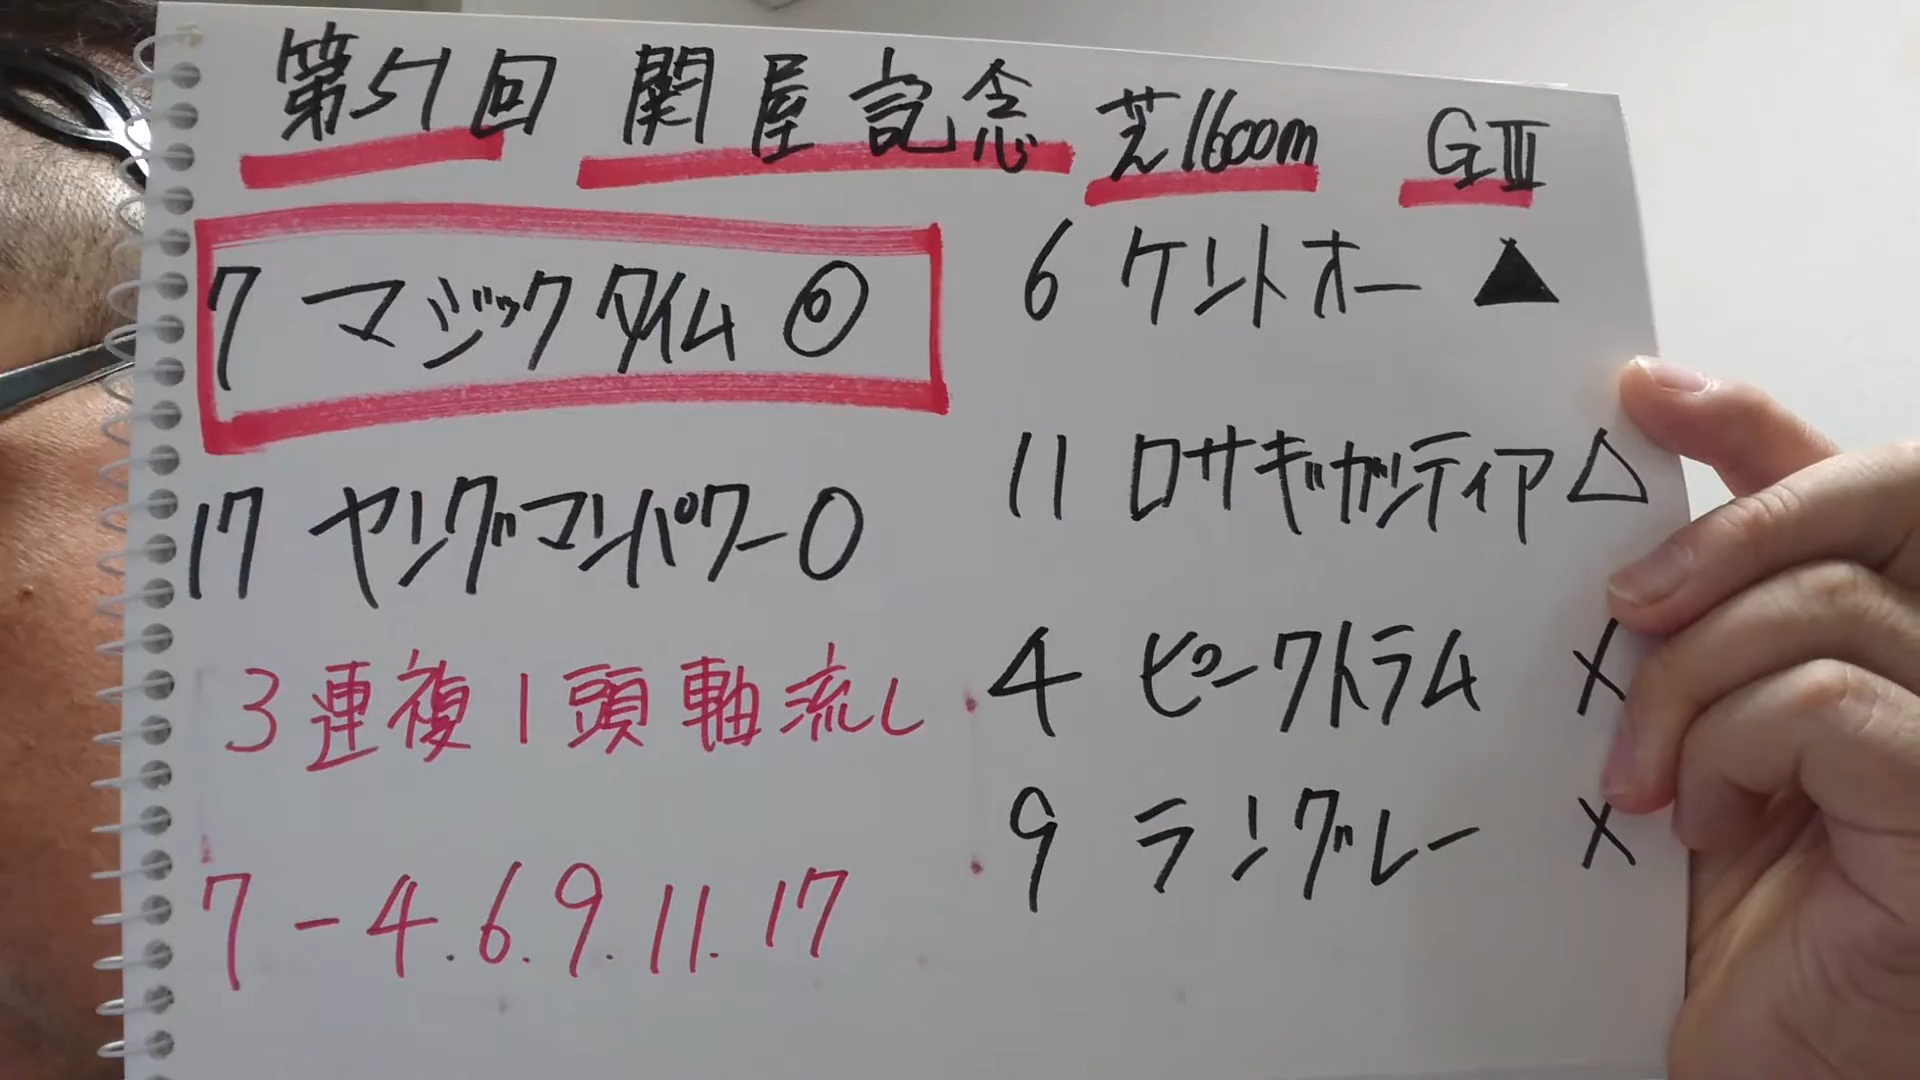 第51回 関屋記念 芝1600m GⅢ
7 マジックタイム ◎
17 ヤングマンパワー ○
3連複1頭軸流し
7 - 4.6.9.11.17
6 ケントオー ▲
11 ロサギガンティア △
4 ピークトラム ×
9 ラングレー ×